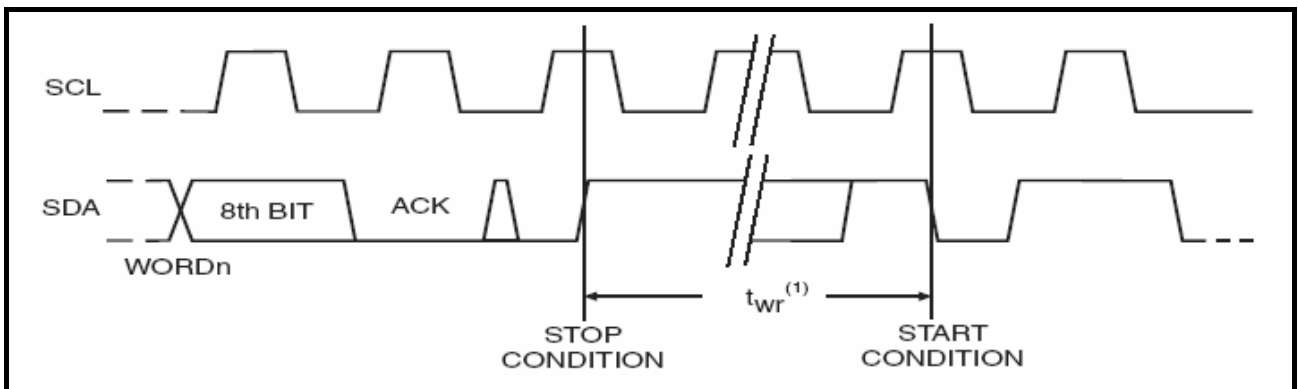 SCL
SDA
8th BIT
ACK
WORDn
twr(1)
STOP
CONDITION
START
CONDITION